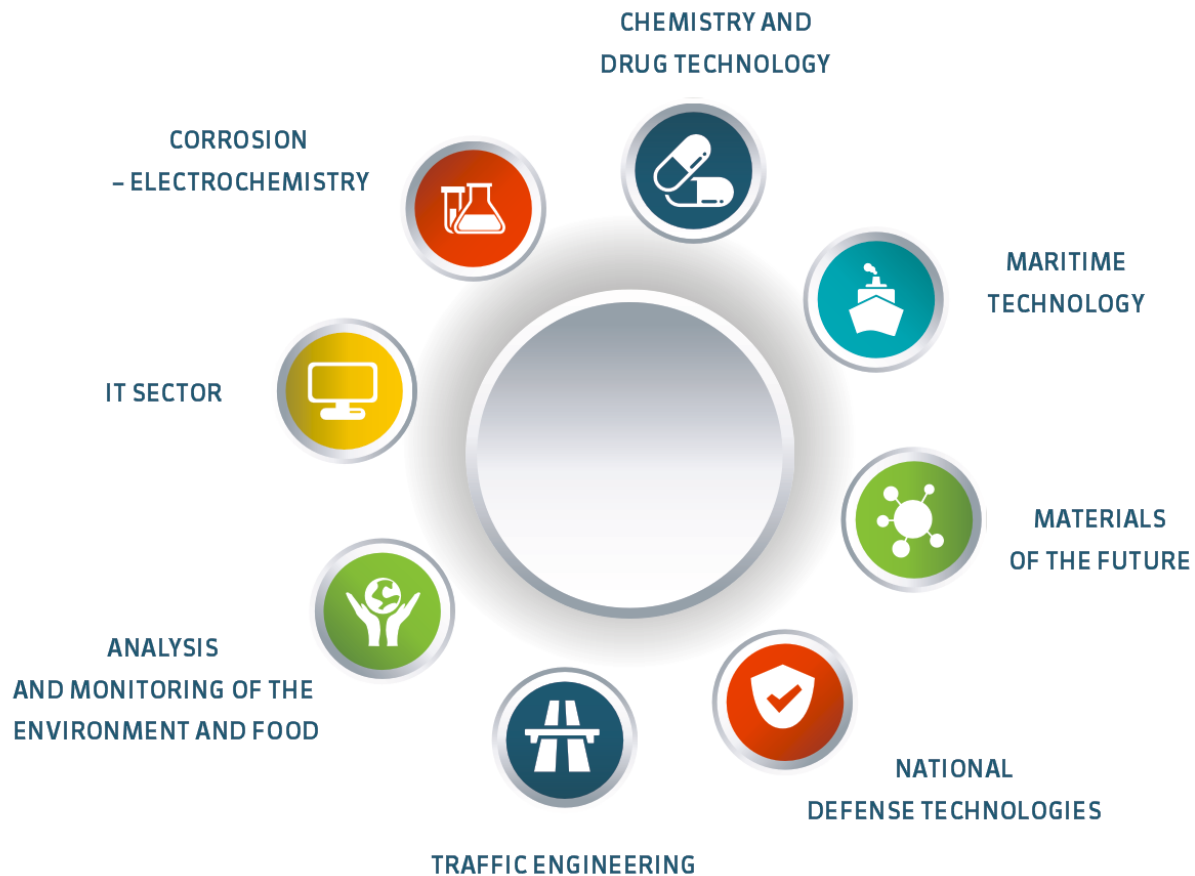 CHEMISTRY AND
DRUG TECHNOLOGY
CORROSION
– ELECTROCHEMISTRY
MARITIME
TECHNOLOGY
IT SECTOR
MATERIALS
OF THE FUTURE
ANALYSIS
AND MONITORING OF THE
ENVIRONMENT AND FOOD
NATIONAL
DEFENSE TECHNOLOGIES
TRAFFIC ENGINEERING